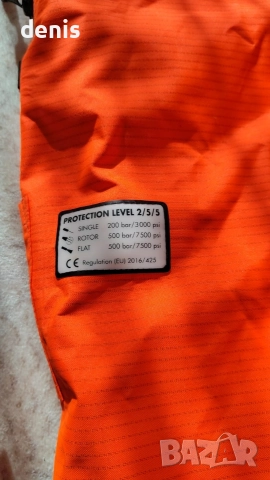 denis
PROTECTION LEVEL 2/5/5
SINGLE 200 bar/3000 psi
ROTOR 500 bar/7500 psi
FLAT 500 bar/7500 psi
CE Regulation (EU) 2016/425
BAZAR